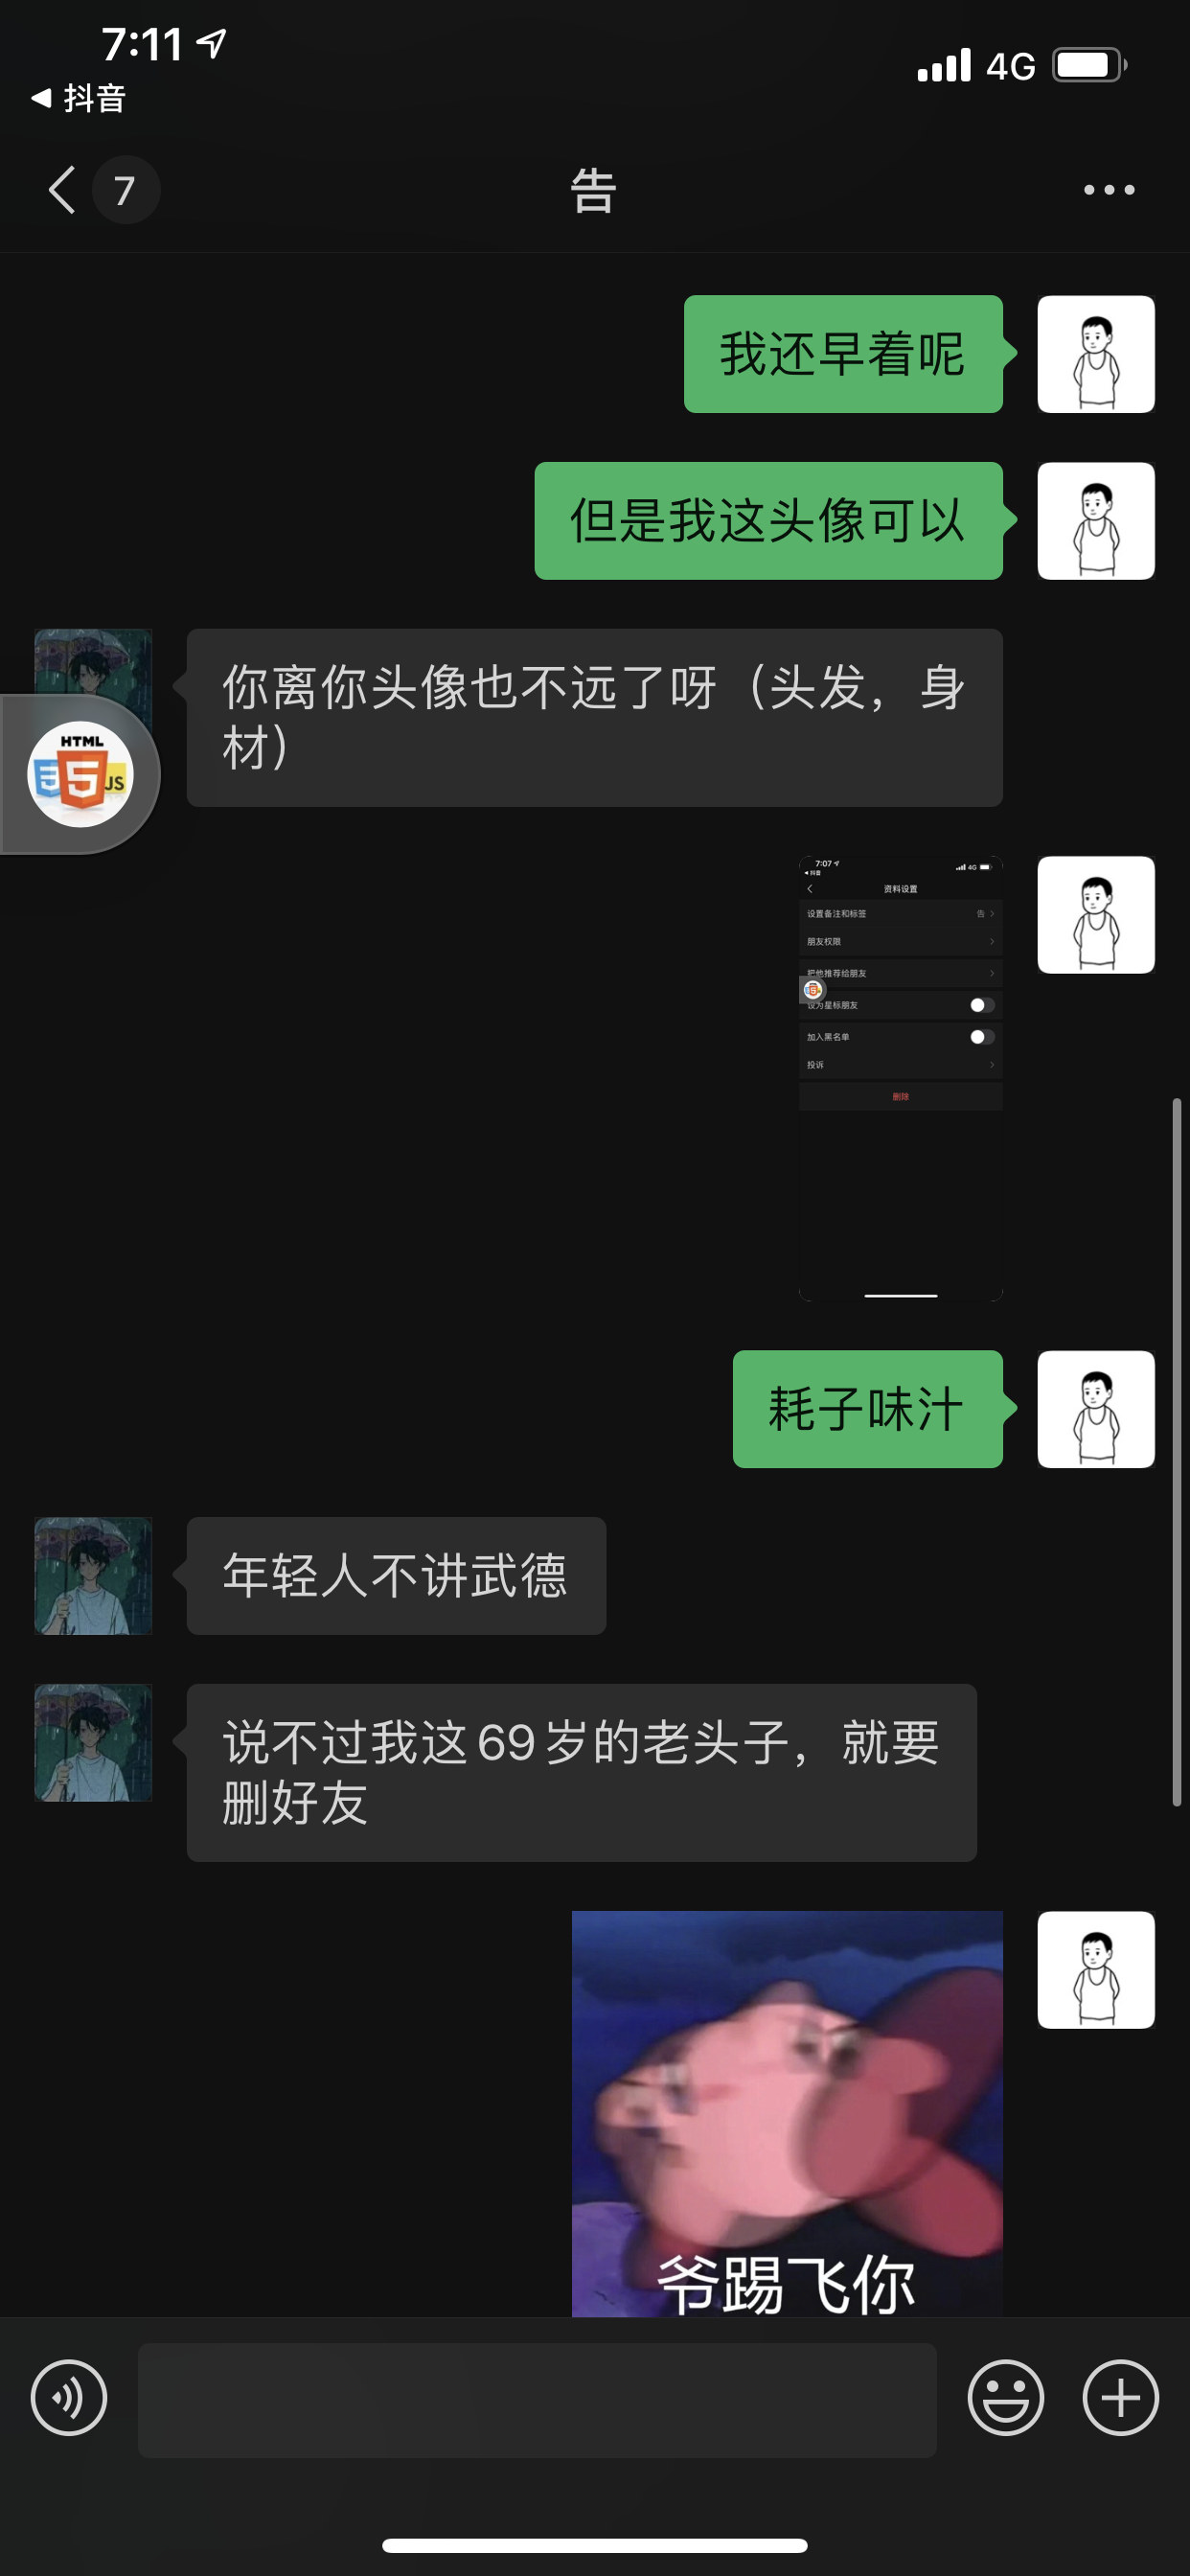 7:11
4G
抖音
7
告
我还早着呢
但是我这头像可以
你离你头像也不远了呀（头发，身
材）
HTML
3 5 JS
7:07
4G
抖音
资料设置
设置备注和标签 告
朋友权限
把他推荐给朋友
设为星标朋友
加入黑名单
投诉
删除
耗子味汁
年轻人不讲武德
说不过我这69岁的老头子，就要
删好友
爷踢飞你